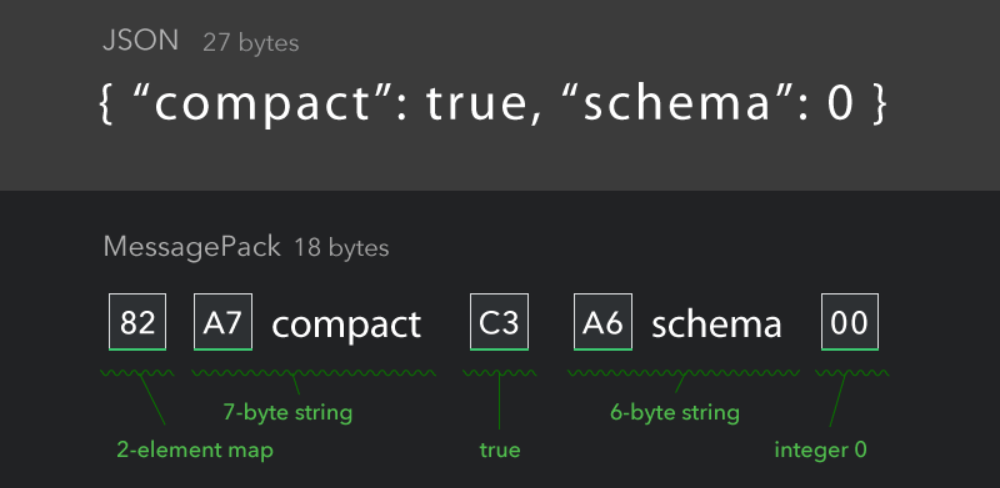 JSON 27 bytes
{ “compact”: true, “schema”: 0 }
MessagePack 18 bytes
82 A7 compact C3 A6 schema 00
7-byte string 6-byte string
2-element map true integer 0